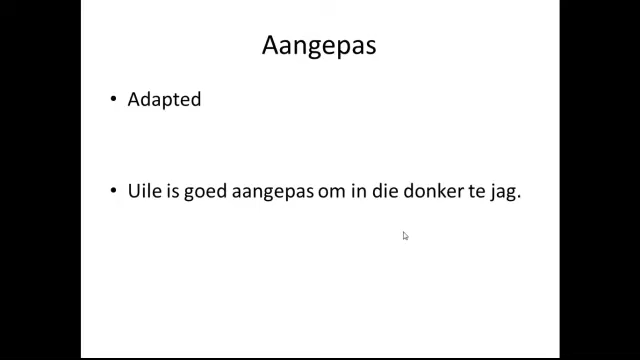 Aangepas
• Adapted
• Uile is goed aangepas om in die donker te jag.